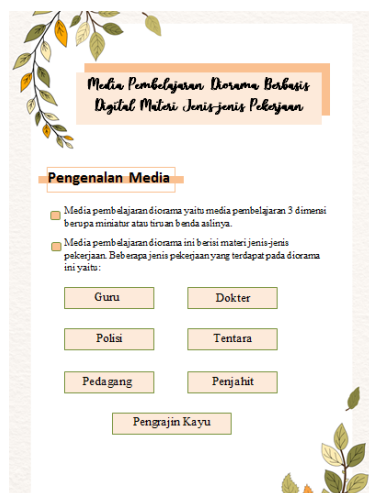 Media Pembelajaran Diorama Berbasis
Digital Materi Jenis-jenis Pekerjaan
Pengenalan Media
Media pembelajaran diorama yaitu media pembelajaran 3 dimensi
berupa miniatur atau tiruan benda aslinya.
Media pembelajaran diorama ini berisi materi jenis-jenis
pekerjaan. Beberapa jenis pekerjaan yang terdapat pada diorama
ini yaitu:
Guru
Dokter
Polisi
Tentara
Pedagang
Penjahit
Pengrajin Kayu